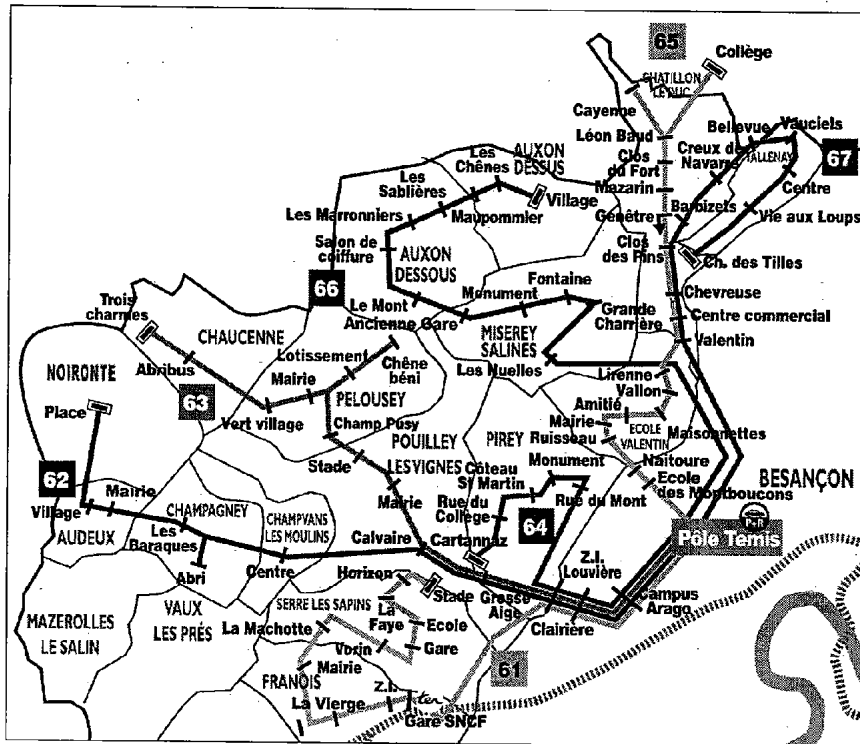 65
Collège
CHATILLON
LE DUC
Cayenne
Léon Baud
Bellevue
Vauciels
Creux de
Navarre
TALLENAY
67
Clos
du Fort
Mazarin
Centre
Genêtre
Barbizets
Vie aux Loups
Clos
des Pins
Ch. des Tilles
AUXON
DESSUS
Les
Chênes
Les
Sablières
Village
Les Marronniers
Mauponmier
Salon de
coiffure
AUXON
DESSOUS
66
Le Mont
Monument
Fontaine
Ancienne Gare
Grande
Charrière
Chevreuse
Centre commercial
Valentin
MISEREY
SALINES
Les Nuelles
Trois
charmes
CHAUCENNE
Lotissement
Chêne
béni
Abribus
Mairie
NOIRONTE
63
PELOUSEY
Place
Vert village
Champ Pusy
Lirenne
Vallon
Amitié
Mairie
ECOLE
VALENTIN
Maisonnettes
Ruisseau
POUILLEY
LES VIGNES
PIREY
Stade
Naitoure
Ecole
des Montboucons
BESANÇON
62
Mairie
Côteau
St Martin
Monument
Rue du Mont
Mairie
Village
CHAMPAGNEY
Rue du
Collège
64
P+R
Pôle Temis
AUDEUX
Les
Baraques
CHAMPVANS
LES MOULINS
Calvaire
Cartannaz
Abri
Centre
Horizon
Z.I.
Louvière
Stade
Grosse
Aige
Campus
Arago
MAZEROLLES
LE SALIN
VAUX
LES PRÉS
SERRE LES SAPINS
La
Faye
Ecole
Clairière
La Machotte
Vorin
Gare
61
Mairie
FRANOIS
Z.I.
La Vierge
Gare SNCF